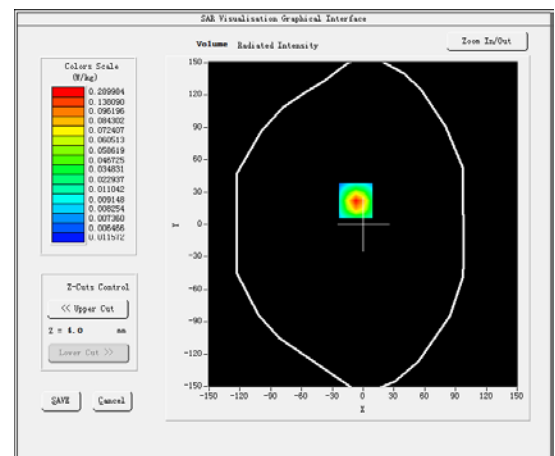 SAR Visualisation Graphical Interface
Volume Radiated Intensity
Zoom In/Out
Colors Scale
(W/kg)
0.209984
0.138090
0.096196
0.084302
0.072407
0.060513
0.058619
0.046725
0.034831
0.022937
0.011042
0.009148
0.008254
0.007360
0.006466
0.011572
Z-Cuts Control
<< Upper Cut
Z = 4.0 mm
Lower Cut >>
SAVE Cancel
150
120
90
60
30
0
-30
-60
-90
-120
-150
Y
-150 -120 -90 -60 -30 0 30 60 90 120 150
X